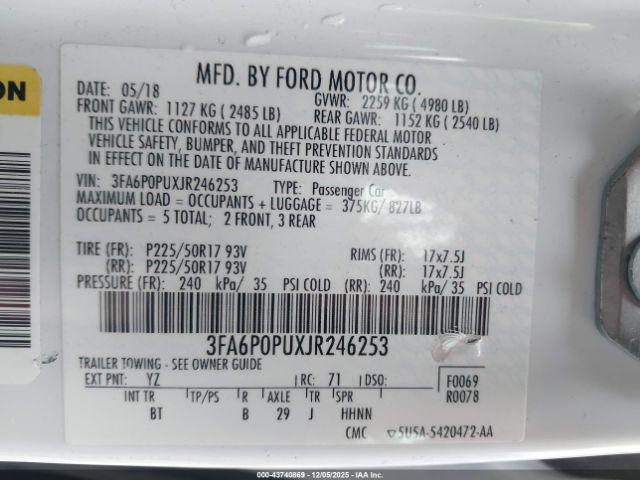 ON
MFD. BY FORD MOTOR CO.
DATE: 05/18 GVWR: 2259 KG ( 4980 LB)
FRONT GAWR: 1127 KG ( 2485 LB) REAR GAWR: 1152 KG ( 2540 LB)
THIS VEHICLE CONFORMS TO ALL APPLICABLE FEDERAL MOTOR
VEHICLE SAFETY, BUMPER, AND THEFT PREVENTION STANDARDS
IN EFFECT ON THE DATE OF MANUFACTURE SHOWN ABOVE.
VIN: 3FA6P0PUXJR246253 TYPE: Passenger Car
MAXIMUM LOAD = OCCUPANTS + LUGGAGE = 375KG/ 827LB
OCCUPANTS = 5 TOTAL; 2 FRONT, 3 REAR
TIRE (FR): P225/50R17 93V RIMS (FR): 17x7.5J
(RR): P225/50R17 93V (RR): 17x7.5J
PRESSURE (FR): 240 kPa/ 35 PSI COLD (RR): 240 kPa/ 35 PSI COLD
3FA6P0PUXJR246253
TRAILER TOWING - SEE OWNER GUIDE
EXT PNT: YZ RC: 71 DSO: F0069
R0078
INT TR TP/PS R AXLE TR SPR
BT B 29 J HHNN
CMC ▽5U5A-5420472-AA
000-43740869 12/05/2025 - IAAI.COM